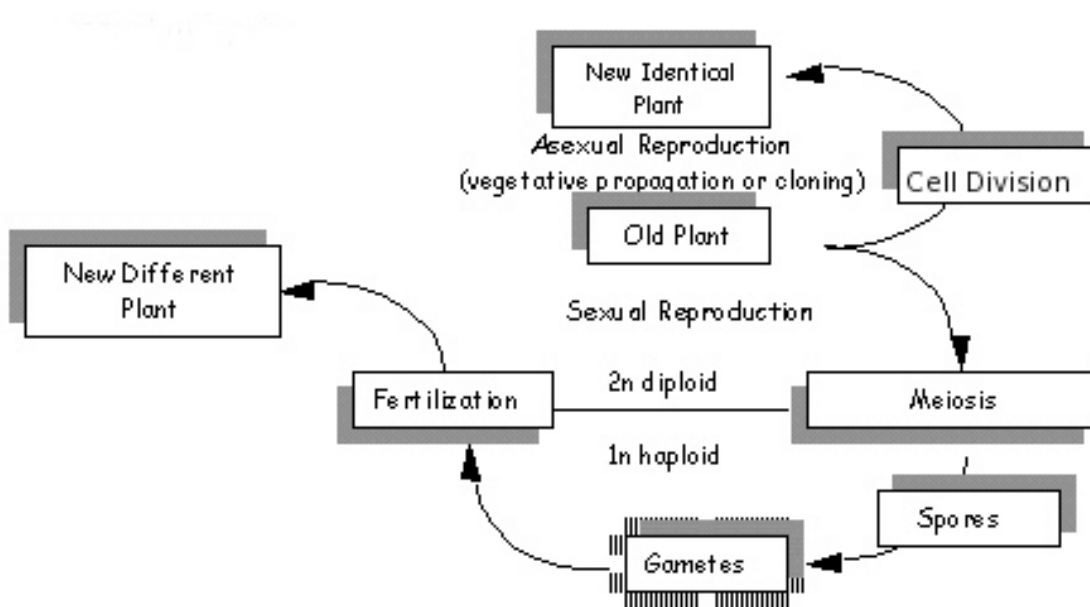 New Identical
Plant
Asexual Reproduction
(vegetative propagation or cloning)
Cell Division
Old Plant
New Different
Plant
Sexual Reproduction
Fertilization
2n diploid
Meiosis
1n haploid
Spores
Gametes